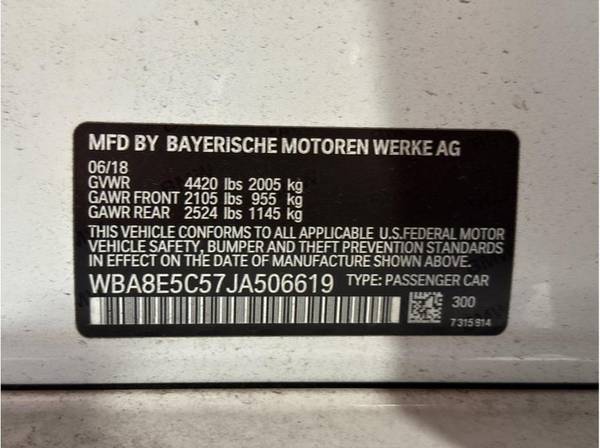 MFD BY BAYERISCHE MOTOREN WERKE AG
06/18
GVWR 4420 lbs 2005 kg
GAWR FRONT 2105 lbs 955 kg
GAWR REAR 2524 lbs 1145 kg
THIS VEHICLE CONFORMS TO ALL APPLICABLE U.S.FEDERAL MOTOR
VEHICLE SAFETY, BUMPER AND THEFT PREVENTION STANDARDS
IN EFFECT ON THE DATE OF MANUFACTURE SHOWN ABOVE.
WBA8E5C57JA506619 TYPE: PASSENGER CAR
300
7 315 814